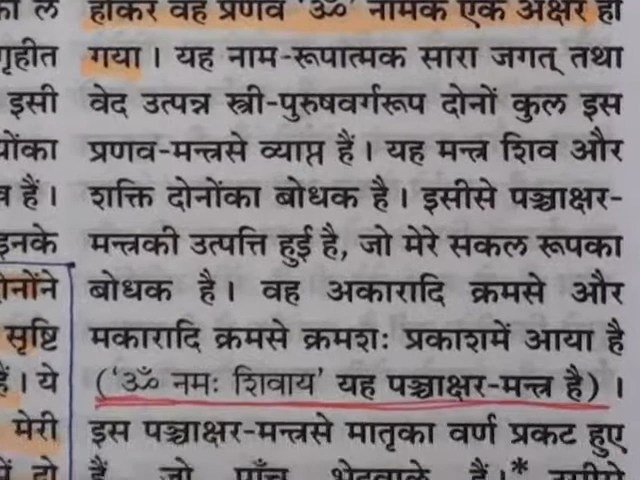 का ल
गृहीत
इसी
योंका
हैं।
इनके
दोनोंने
सृष्टि
हैं। ये
मेरी
में दो
होकर वह प्रणव 'ॐ' नामक एक अक्षर हो
गया। यह नाम-रूपात्मक सारा जगत् तथा
वेद उत्पन्न स्त्री-पुरुषवर्गरूप दोनों कुल इस
प्रणव-मन्त्रसे व्याप्त हैं। यह मन्त्र शिव और
शक्ति दोनोंका बोधक है। इसीसे पञ्चाक्षर-
मन्त्रकी उत्पत्ति हुई है, जो मेरे सकल रूपका
बोधक है। वह अकारादि क्रमसे और
मकारादि क्रमसे क्रमशः प्रकाशमें आया है
('ॐ नमः शिवाय' यह पञ्चाक्षर-मन्त्र है)।
इस पञ्चाक्षर-मन्त्रसे मातृका वर्ण प्रकट हुए
हैं, जो पाँच भेदवाले हैं।*